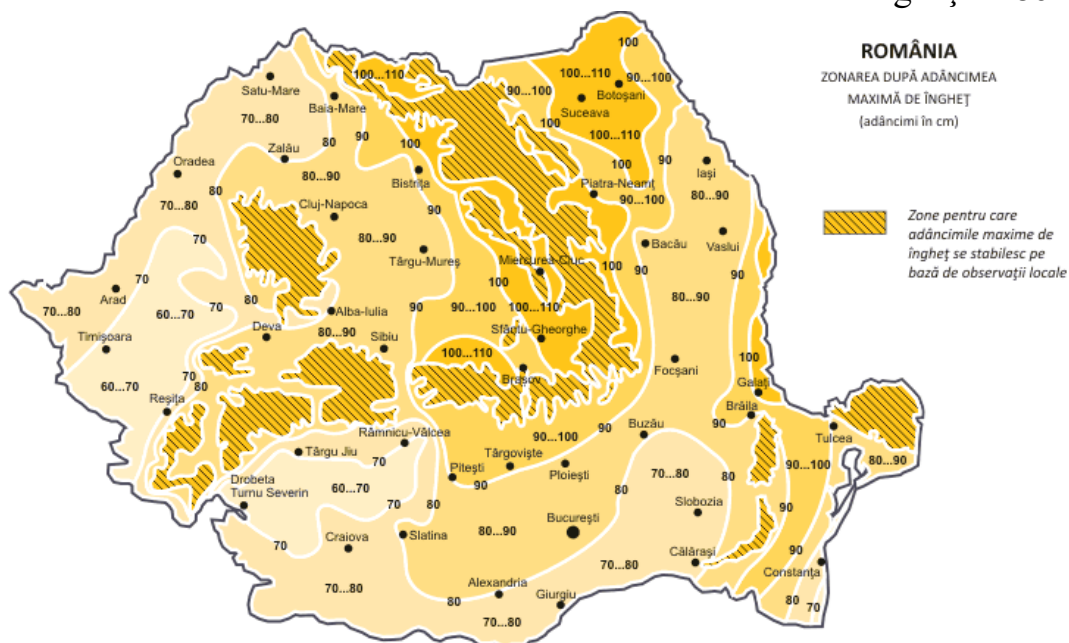 ROMÂNIA
ZONAREA DUPĂ ADÂNCIMEA
MAXIMĂ DE ÎNGHEŢ
(adâncimi în cm)
Zone pentru care
adâncimile maxime de
îngheţ se stabilesc pe
bază de observaţii locale
100
100...110
100...110
90...100
90...100
Satu-Mare
Botoşani
Baia-Mare
Suceava
70...80
80
90
100
100
100...110
Zalău
100
90
Iaşi
Oradea
80
80...90
Bistriţa
Piatra-Neamţ
80...90
70...80
90
90...100
Cluj-Napoca
70
80...90
Târgu-Mureş
Bacău
Vaslui
100
90
90
70
Miercurea-Ciuc
100
Arad
70
80...90
70...80
60...70
80
Alba-Iulia
90
90...100
100...110
Timişoara
Deva
80...90
Sibiu
Sfântu-Gheorghe
100...110
Focşani
100
70
80
Braşov
60...70
Galaţi
Reşiţa
Brăila
90
Râmnicu-Vâlcea
90...100
90
Buzău
Tulcea
Târgu Jiu
70
Târgovişte
80...90
Piteşti
Ploieşti
70...80
80
90...100
Drobeta
Turnu Severin
60...70
90
80
70
Slobozia
90
80
Bucureşti
70
Craiova
Slatina
80...90
90
Călăraşi
Constanţa
70...80
70...80
Alexandria
80
Giurgiu
80
70
70...80